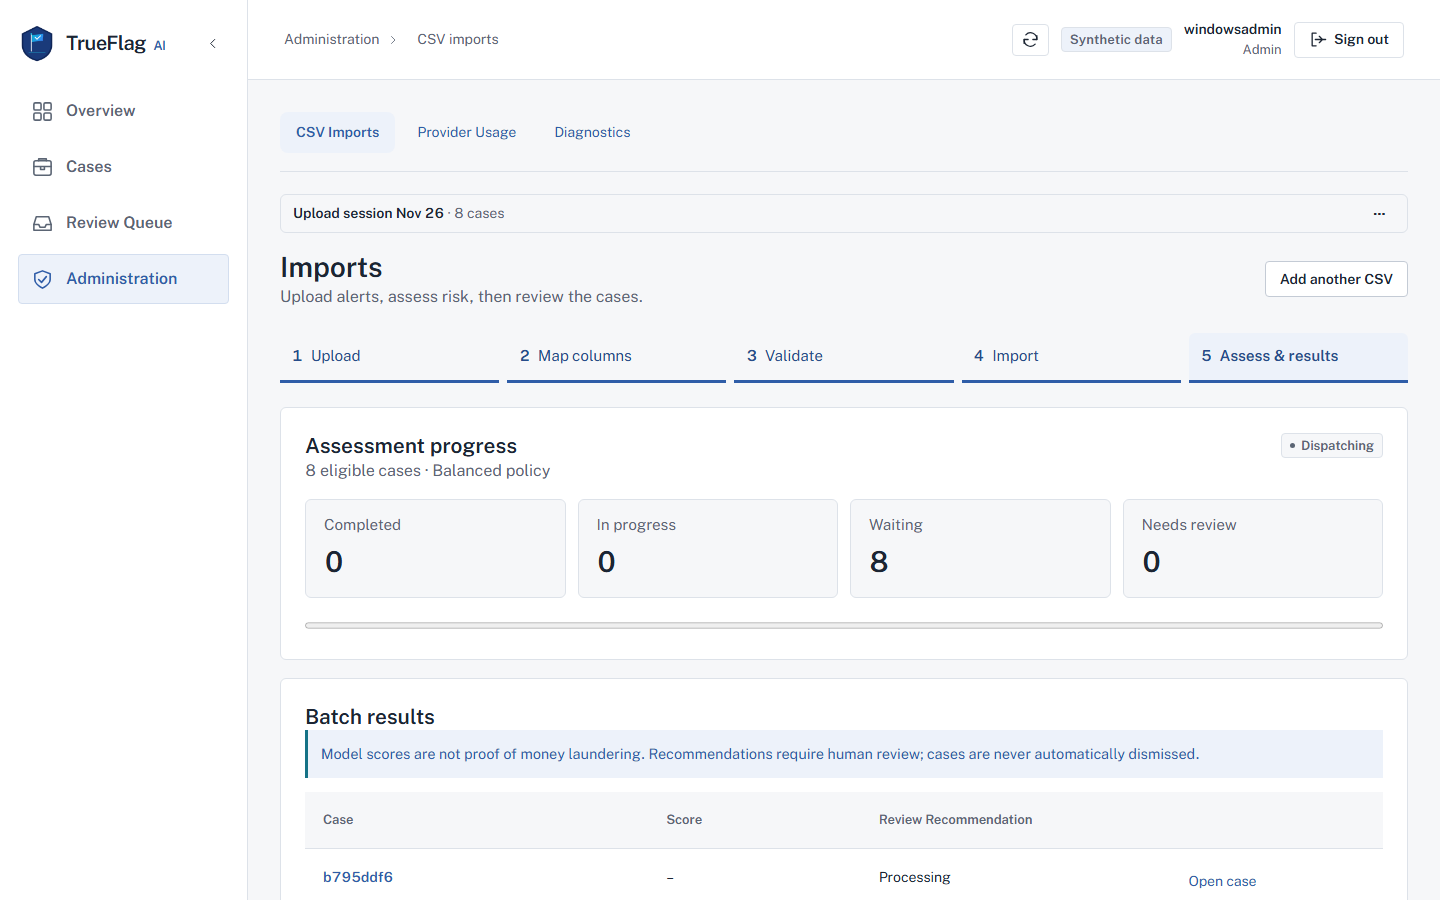 TrueFlag AI
Overview
Cases
Review Queue
Administration
Administration > CSV imports
Synthetic data
windowsadmin
Admin
Sign out
CSV Imports
Provider Usage
Diagnostics
Upload session Nov 26 · 8 cases
...
Imports
Upload alerts, assess risk, then review the cases.
Add another CSV
1 Upload
2 Map columns
3 Validate
4 Import
5 Assess & results
Assessment progress
8 eligible cases · Balanced policy
Dispatching
Completed
0
In progress
0
Waiting
8
Needs review
0
Batch results
Model scores are not proof of money laundering. Recommendations require human review; cases are never automatically dismissed.
Case Score Review Recommendation
b795ddf6 – Processing Open case